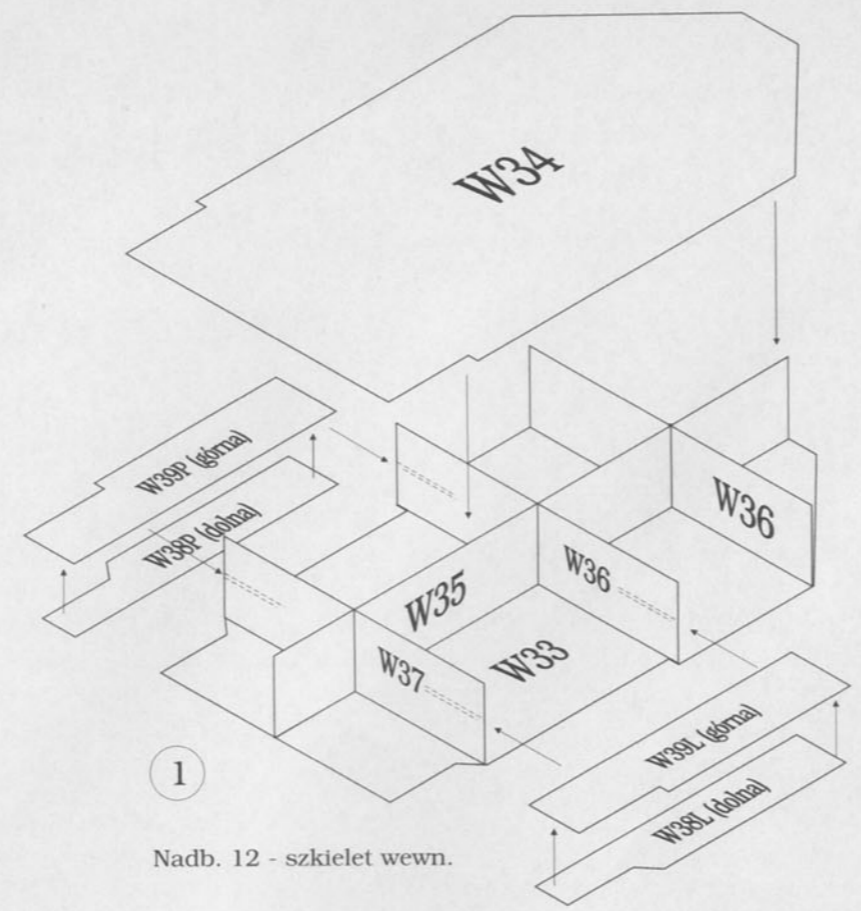 W34
W39P (górna)
W38P (dolna)
W36
W36
W35
W37
W33
W39L (górna)
W38L (dolna)
1
Nadb. 12 - szkielet wewn.